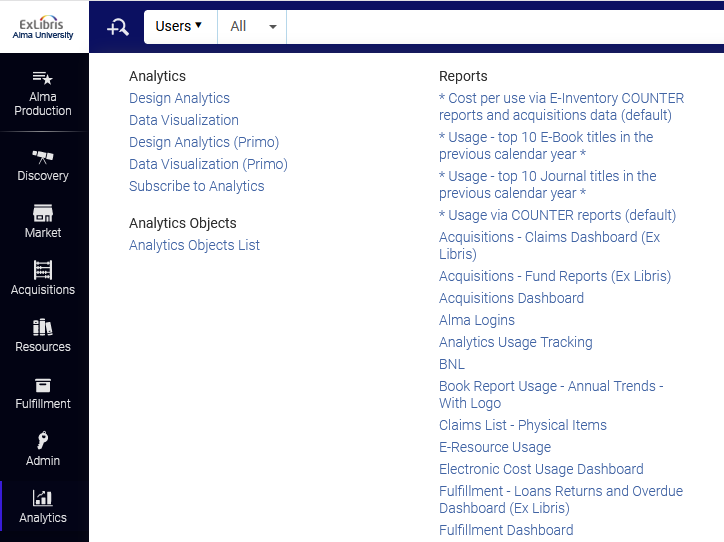 ExLibris
Alma University
Users
All
Alma
Production
Discovery
Market
Acquisitions
Resources
Fulfillment
Admin
Analytics
Analytics
Design Analytics
Data Visualization
Design Analytics (Primo)
Data Visualization (Primo)
Subscribe to Analytics
Analytics Objects
Analytics Objects List
Reports
* Cost per use via E-Inventory COUNTER
reports and acquisitions data (default)
* Usage - top 10 E-Book titles in the
previous calendar year *
* Usage - top 10 Journal titles in the
previous calendar year *
* Usage via COUNTER reports (default)
Acquisitions - Claims Dashboard (Ex
Libris)
Acquisitions - Fund Reports (Ex Libris)
Acquisitions Dashboard
Alma Logins
Analytics Usage Tracking
BNL
Book Report Usage - Annual Trends -
With Logo
Claims List - Physical Items
E-Resource Usage
Electronic Cost Usage Dashboard
Fulfillment - Loans Returns and Overdue
Dashboard (Ex Libris)
Fulfillment Dashboard